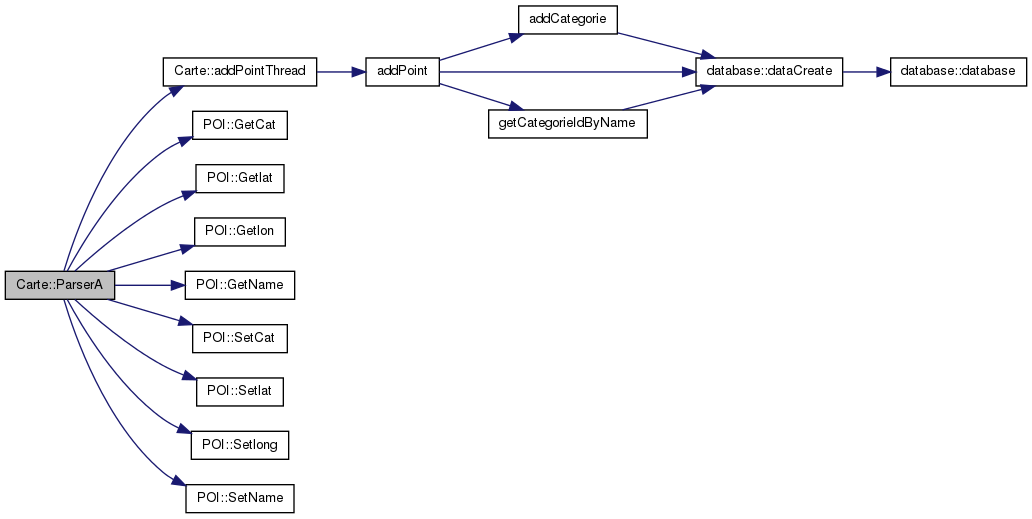 addCategorie
Carte::addPointThread
addPoint
database::dataCreate
database::database
POI::GetCat
getCategorieIdByName
POI::Getlat
POI::Getlon
Carte::ParserA
POI::GetName
POI::SetCat
POI::Setlat
POI::Setlong
POI::SetName